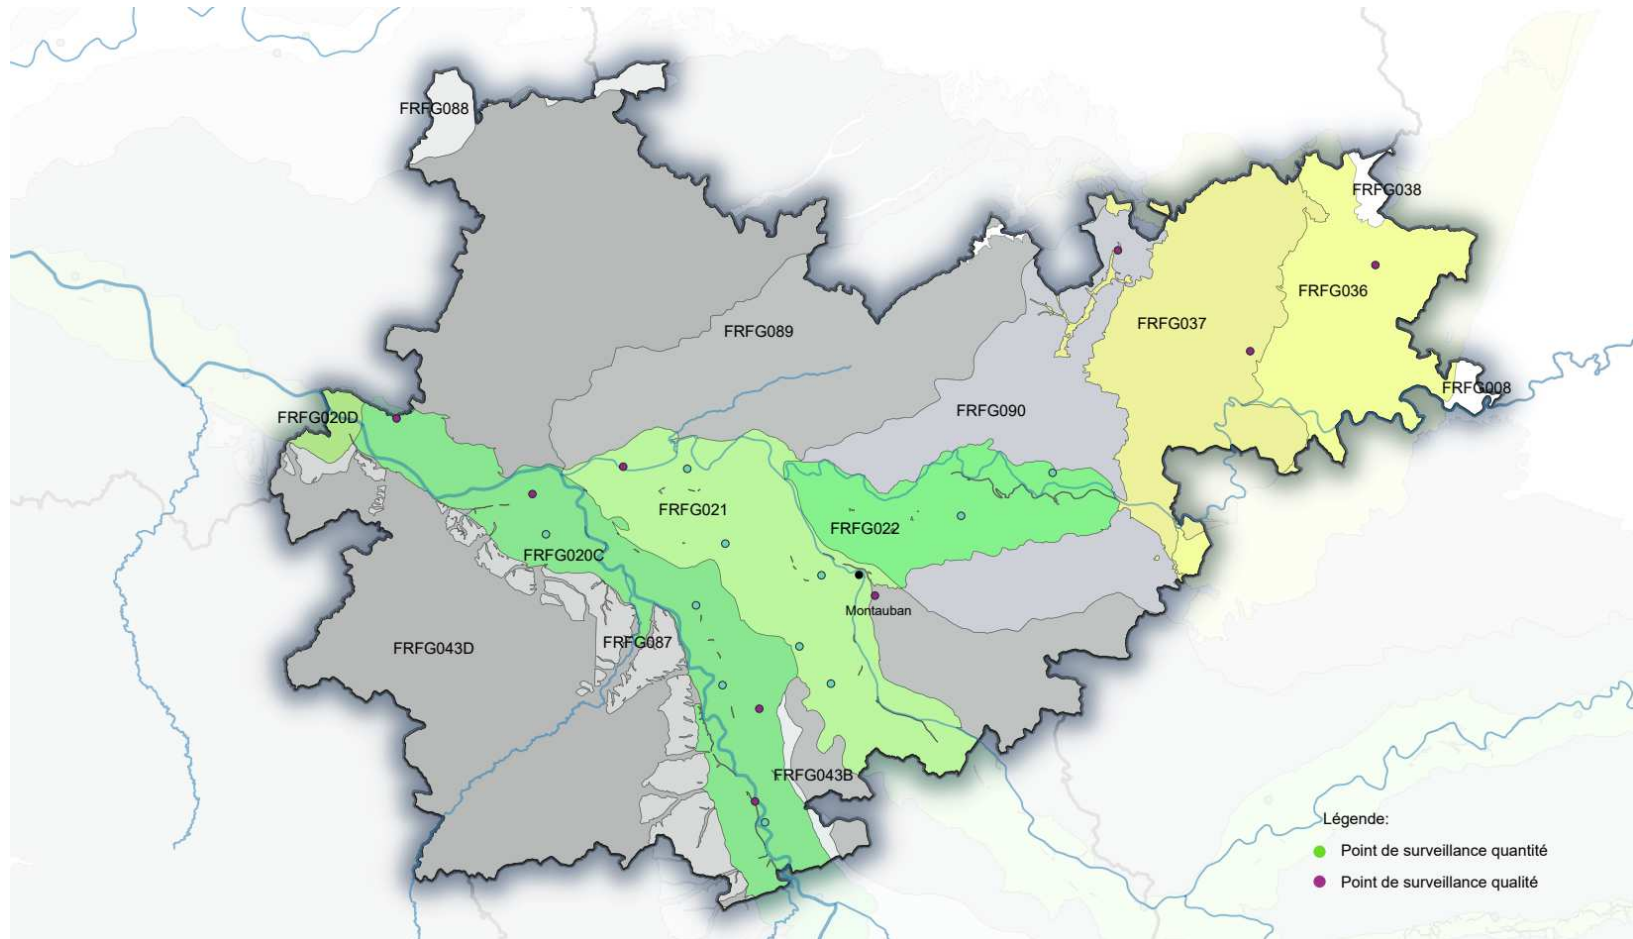 FRFG088
FRFG038
FRFG036
FRFG037
FRFG089
FRFG008
FRFG090
FRFG020D
FRFG021
FRFG022
FRFG020C
Montauban
FRFG087
FRFG043D
FRFG043B
Légende:
Point de surveillance quantité
Point de surveillance qualité